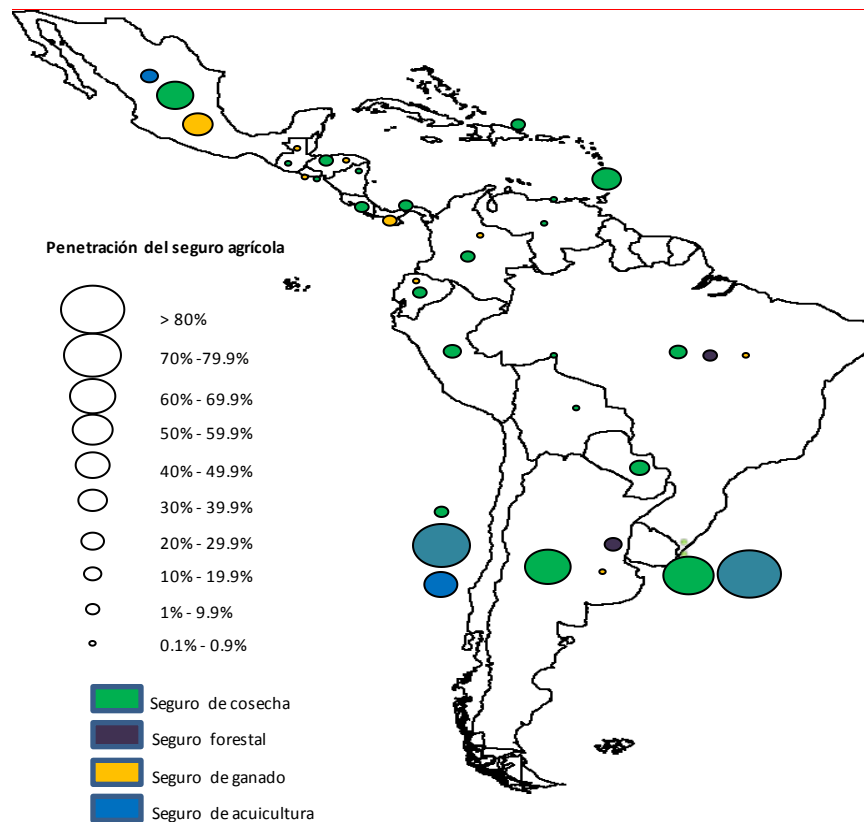 Penetración del seguro agrícola
> 80%
70% -79.9%
60% - 69.9%
50% - 59.9%
40% - 49.9%
30% - 39.9%
20% - 29.9%
10% - 19.9%
1% - 9.9%
0.1% - 0.9%
Seguro de cosecha
Seguro forestal
Seguro de ganado
Seguro de acuicultura